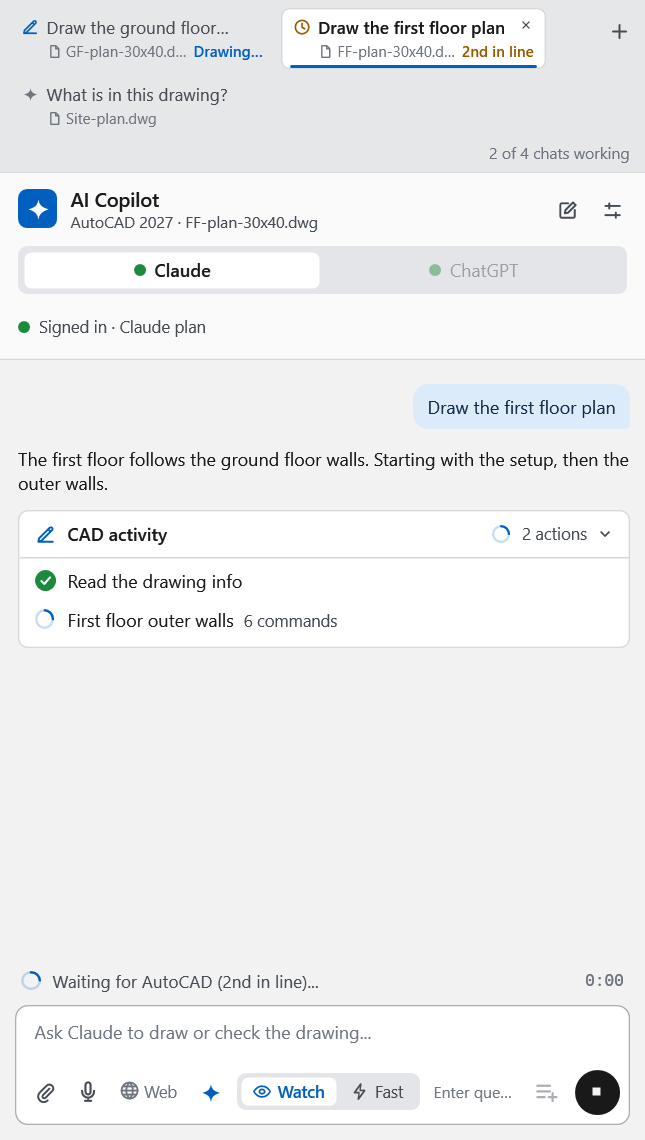 Draw the ground floor...
GF-plan-30x40.d... Drawing...
Draw the first floor plan ×
FF-plan-30x40.d... 2nd in line
What is in this drawing?
Site-plan.dwg
2 of 4 chats working
AI Copilot
AutoCAD 2027 · FF-plan-30x40.dwg
Claude
ChatGPT
Signed in · Claude plan
Draw the first floor plan
The first floor follows the ground floor walls. Starting with the setup, then the
outer walls.
CAD activity 2 actions
Read the drawing info
First floor outer walls 6 commands
Waiting for AutoCAD (2nd in line)... 0:00
Ask Claude to draw or check the drawing...
Web Watch Fast Enter que...